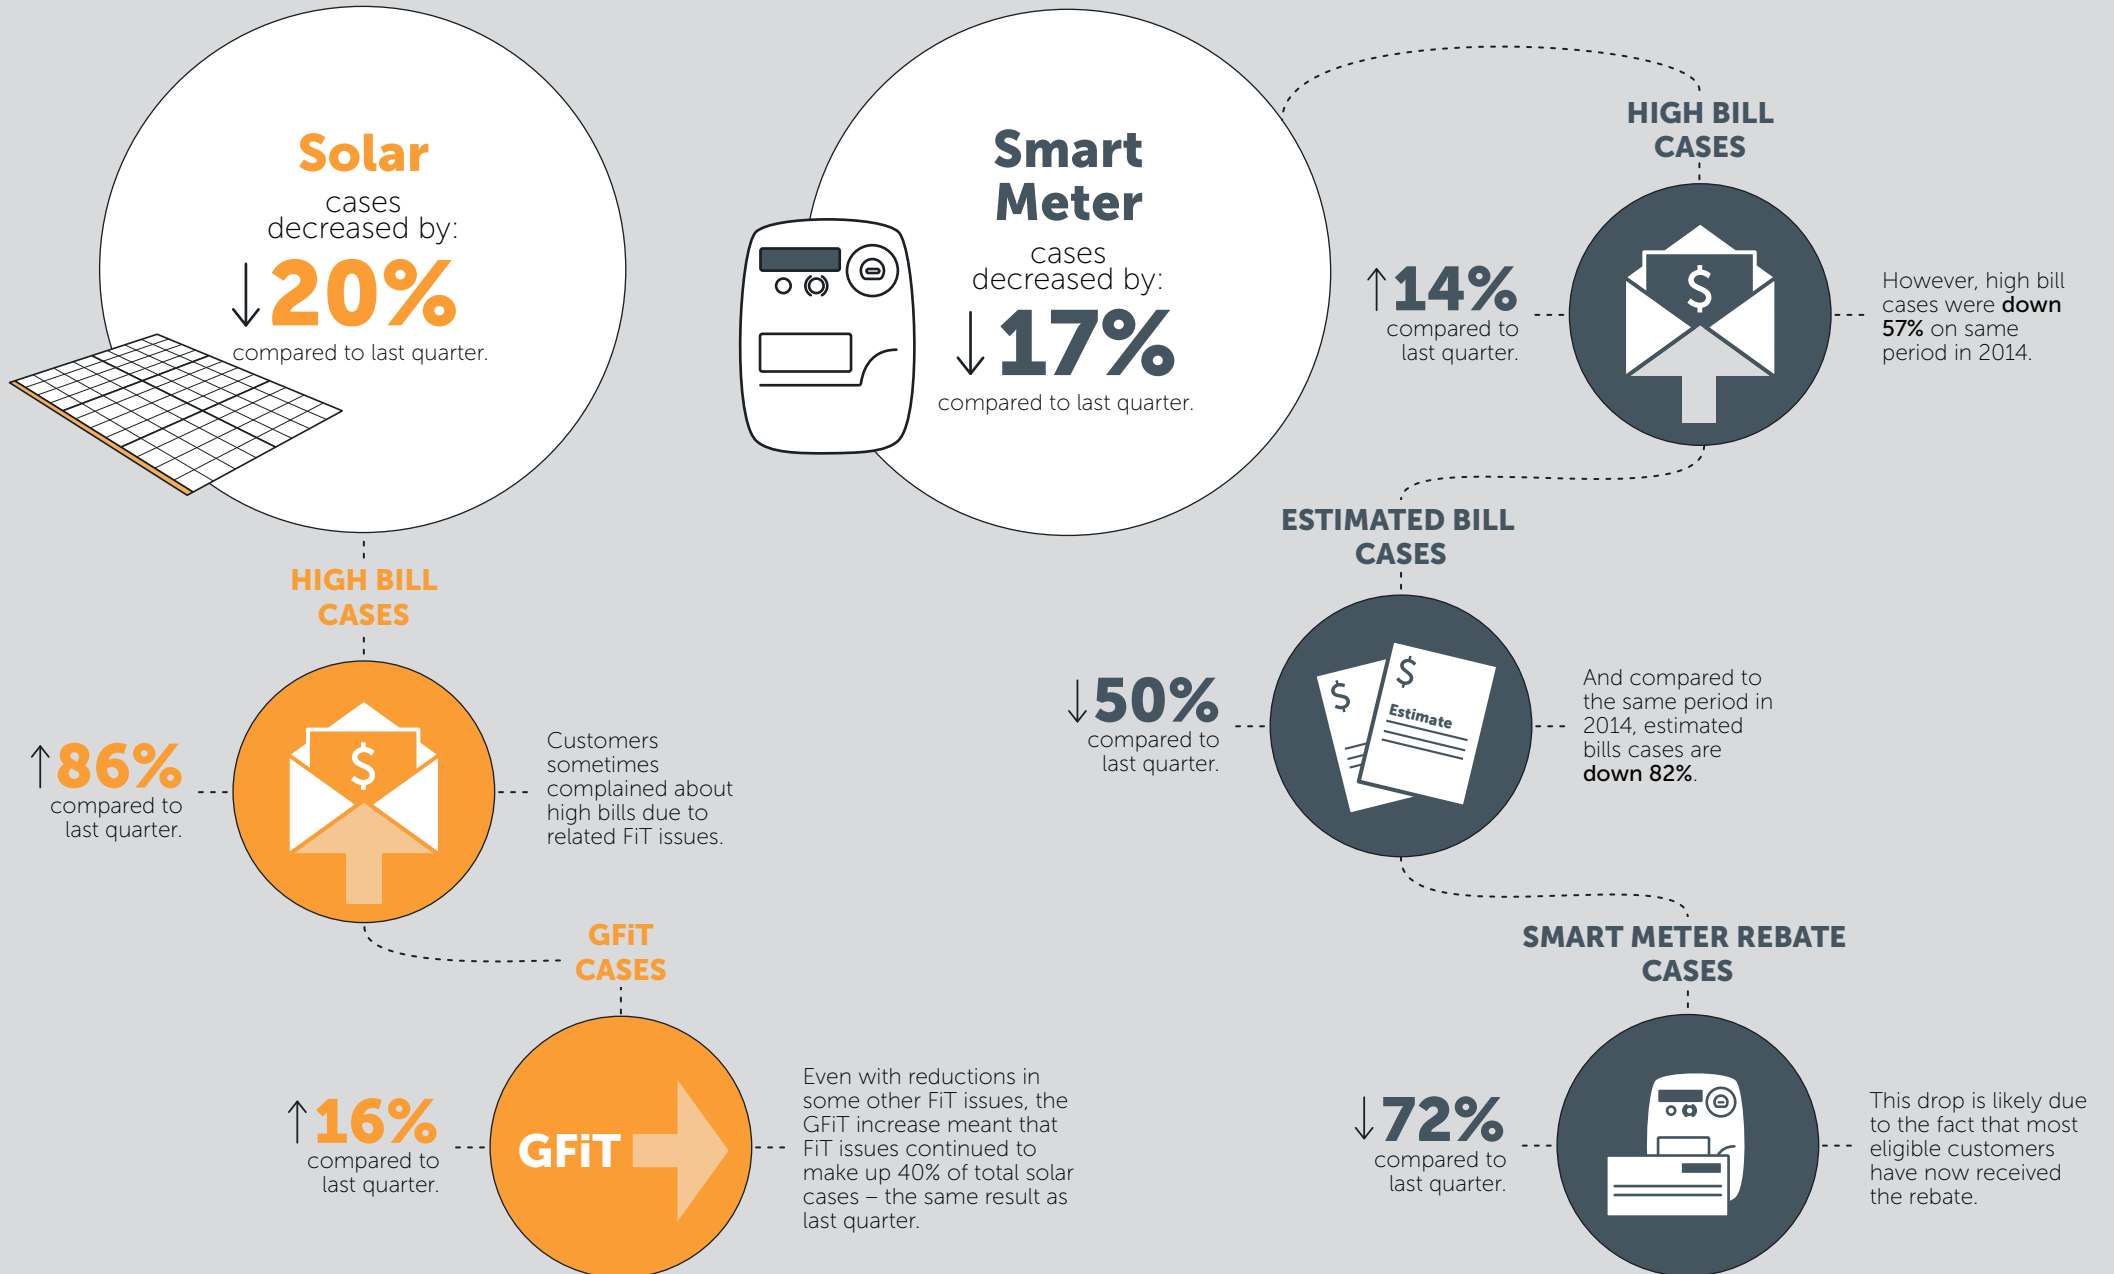 Solar
cases
decreased by:
↓20%
compared to last quarter.
HIGH BILL
CASES
$
↑86%
compared to
last quarter.
Customers
sometimes
complained about
high bills due to
related FiT issues.
GFiT
CASES
↑16%
compared to
last quarter.
GFiT
Even with reductions in
some other FiT issues, the
GFiT increase meant that
FiT issues continued to
make up 40% of total solar
cases – the same result as
last quarter.
Smart
Meter
cases
decreased by:
↓17%
compared to last quarter.
HIGH BILL
CASES
↑14%
compared to
last quarter.
$
However, high bill
cases were down
57% on same
period in 2014.
ESTIMATED BILL
CASES
↓50%
compared to
last quarter.
$
$
Estimate
And compared to
the same period in
2014, estimated
bills cases are
down 82%.
SMART METER REBATE
CASES
↓72%
compared to
last quarter.
This drop is likely due
to the fact that most
eligible customers
have now received
the rebate.